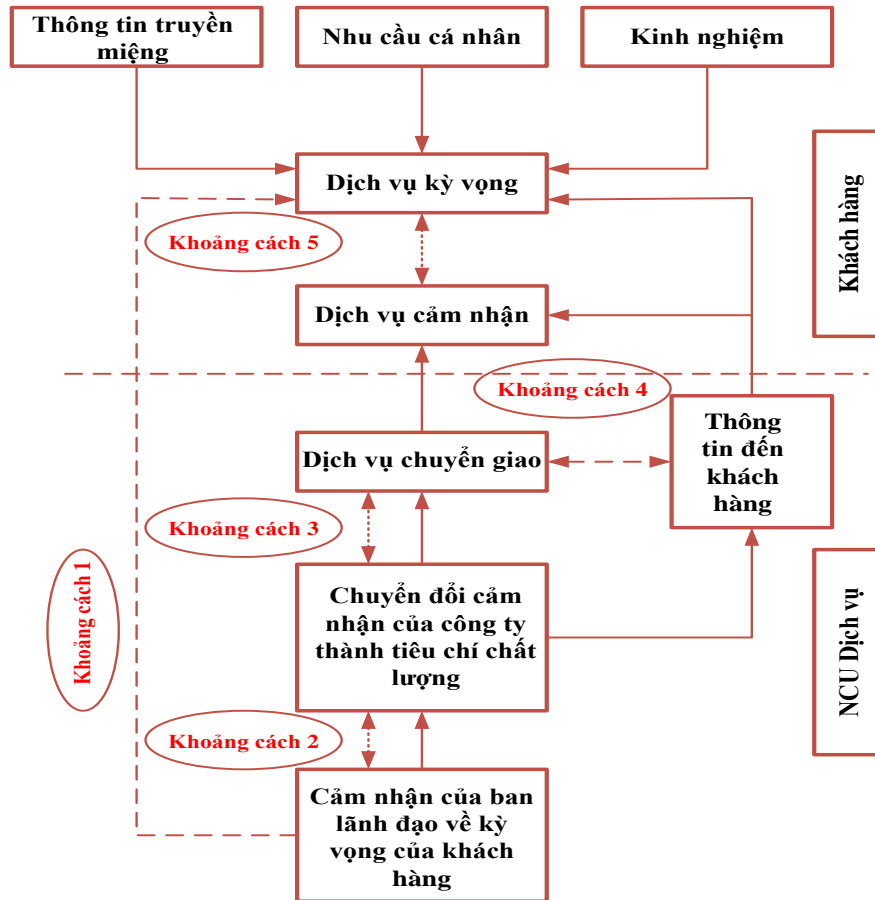 Thông tin truyền
miệng
Nhu cầu cá nhân
Kinh nghiệm
Dịch vụ kỳ vọng
Khoảng cách 5
Khách hàng
Dịch vụ cảm nhận
Khoảng cách 4
Thông
tin đến
khách
hàng
Dịch vụ chuyển giao
Khoảng cách 3
Khoảng cách 1
Chuyển đổi cảm
nhận của công ty
thành tiêu chí chất
lượng
NCU Dịch vụ
Khoảng cách 2
Cảm nhận của ban
lãnh đạo về kỳ
vọng của khách
hàng